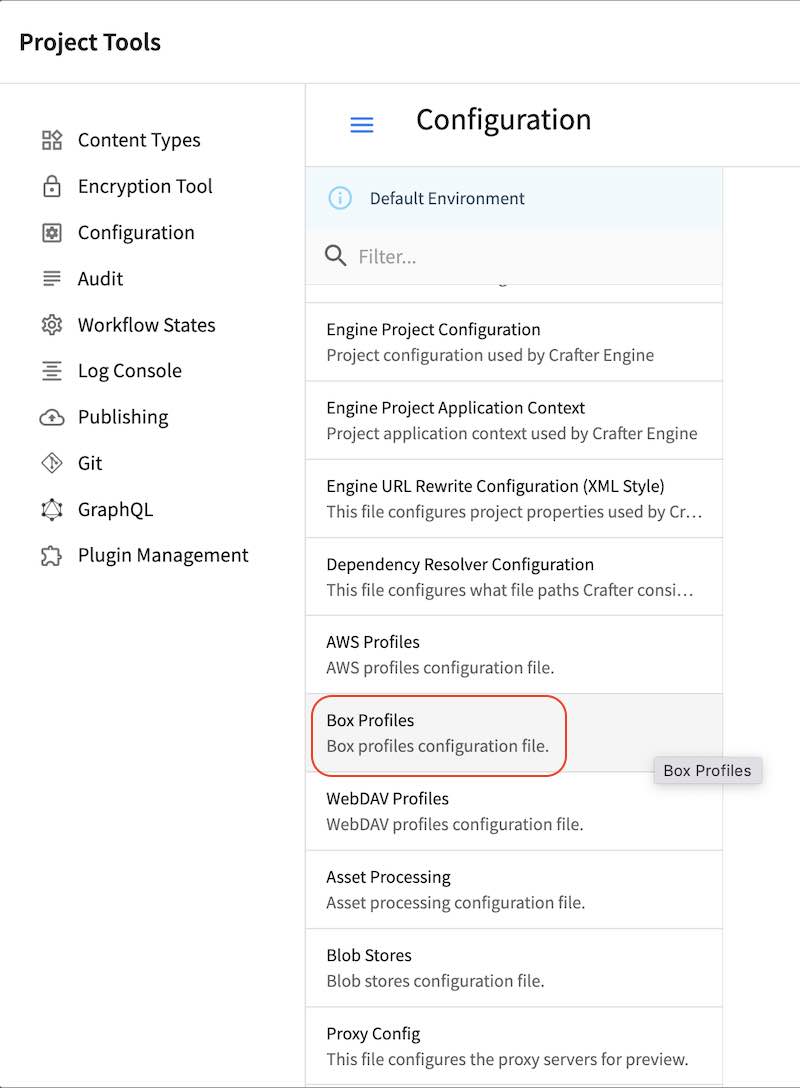 Project Tools
Content Types
Encryption Tool
Configuration
Audit
Workflow States
Log Console
Publishing
Git
GraphQL
Plugin Management
Configuration
Default Environment
Filter...
Engine Project Configuration
Project configuration used by Crafter Engine
Engine Project Application Context
Project application context used by Crafter Engine
Engine URL Rewrite Configuration (XML Style)
This file configures project properties used by Cr...
Dependency Resolver Configuration
This file configures what file paths Crafter consi...
AWS Profiles
AWS profiles configuration file.
Box Profiles
Box profiles configuration file.
Box Profiles
WebDAV Profiles
WebDAV profiles configuration file.
Asset Processing
Asset processing configuration file.
Blob Stores
Blob stores configuration file.
Proxy Config
This file configures the proxy servers for preview.